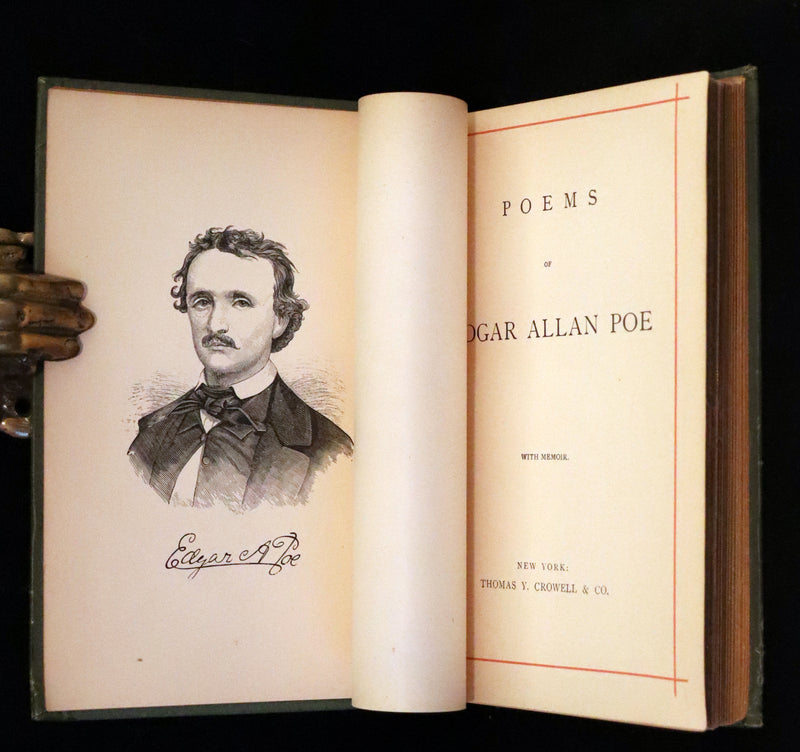 Edgar A Poe
POEMS
OF
DGAR ALLAN POE
WITH MEMOIR.
NEW YORK:
THOMAS Y. CROWELL & CO.